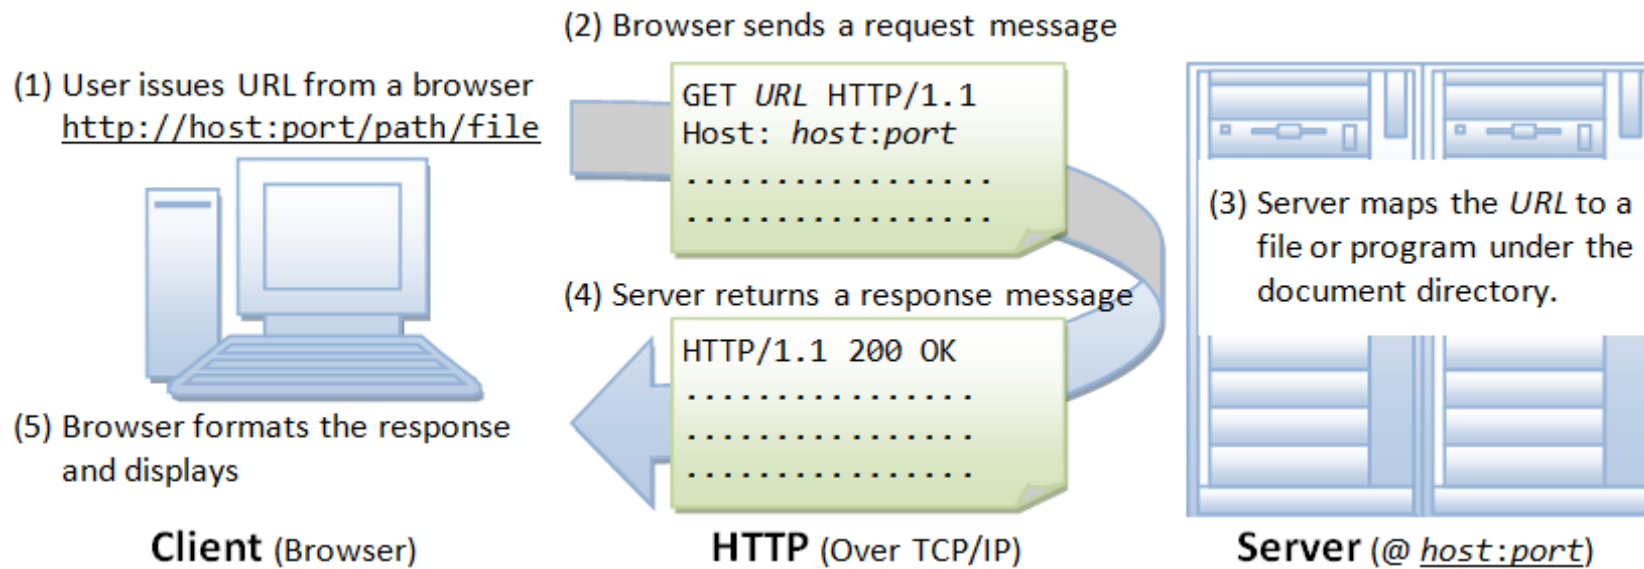 (1) User issues URL from a browser
http://host:port/path/file
(2) Browser sends a request message
GET URL HTTP/1.1
Host: host:port
.................
.................
(3) Server maps the URL to a
file or program under the
document directory.
(4) Server returns a response message
HTTP/1.1 200 OK
................
................
................
(5) Browser formats the response
and displays
Client (Browser)
HTTP (Over TCP/IP)
Server (@ host:port)